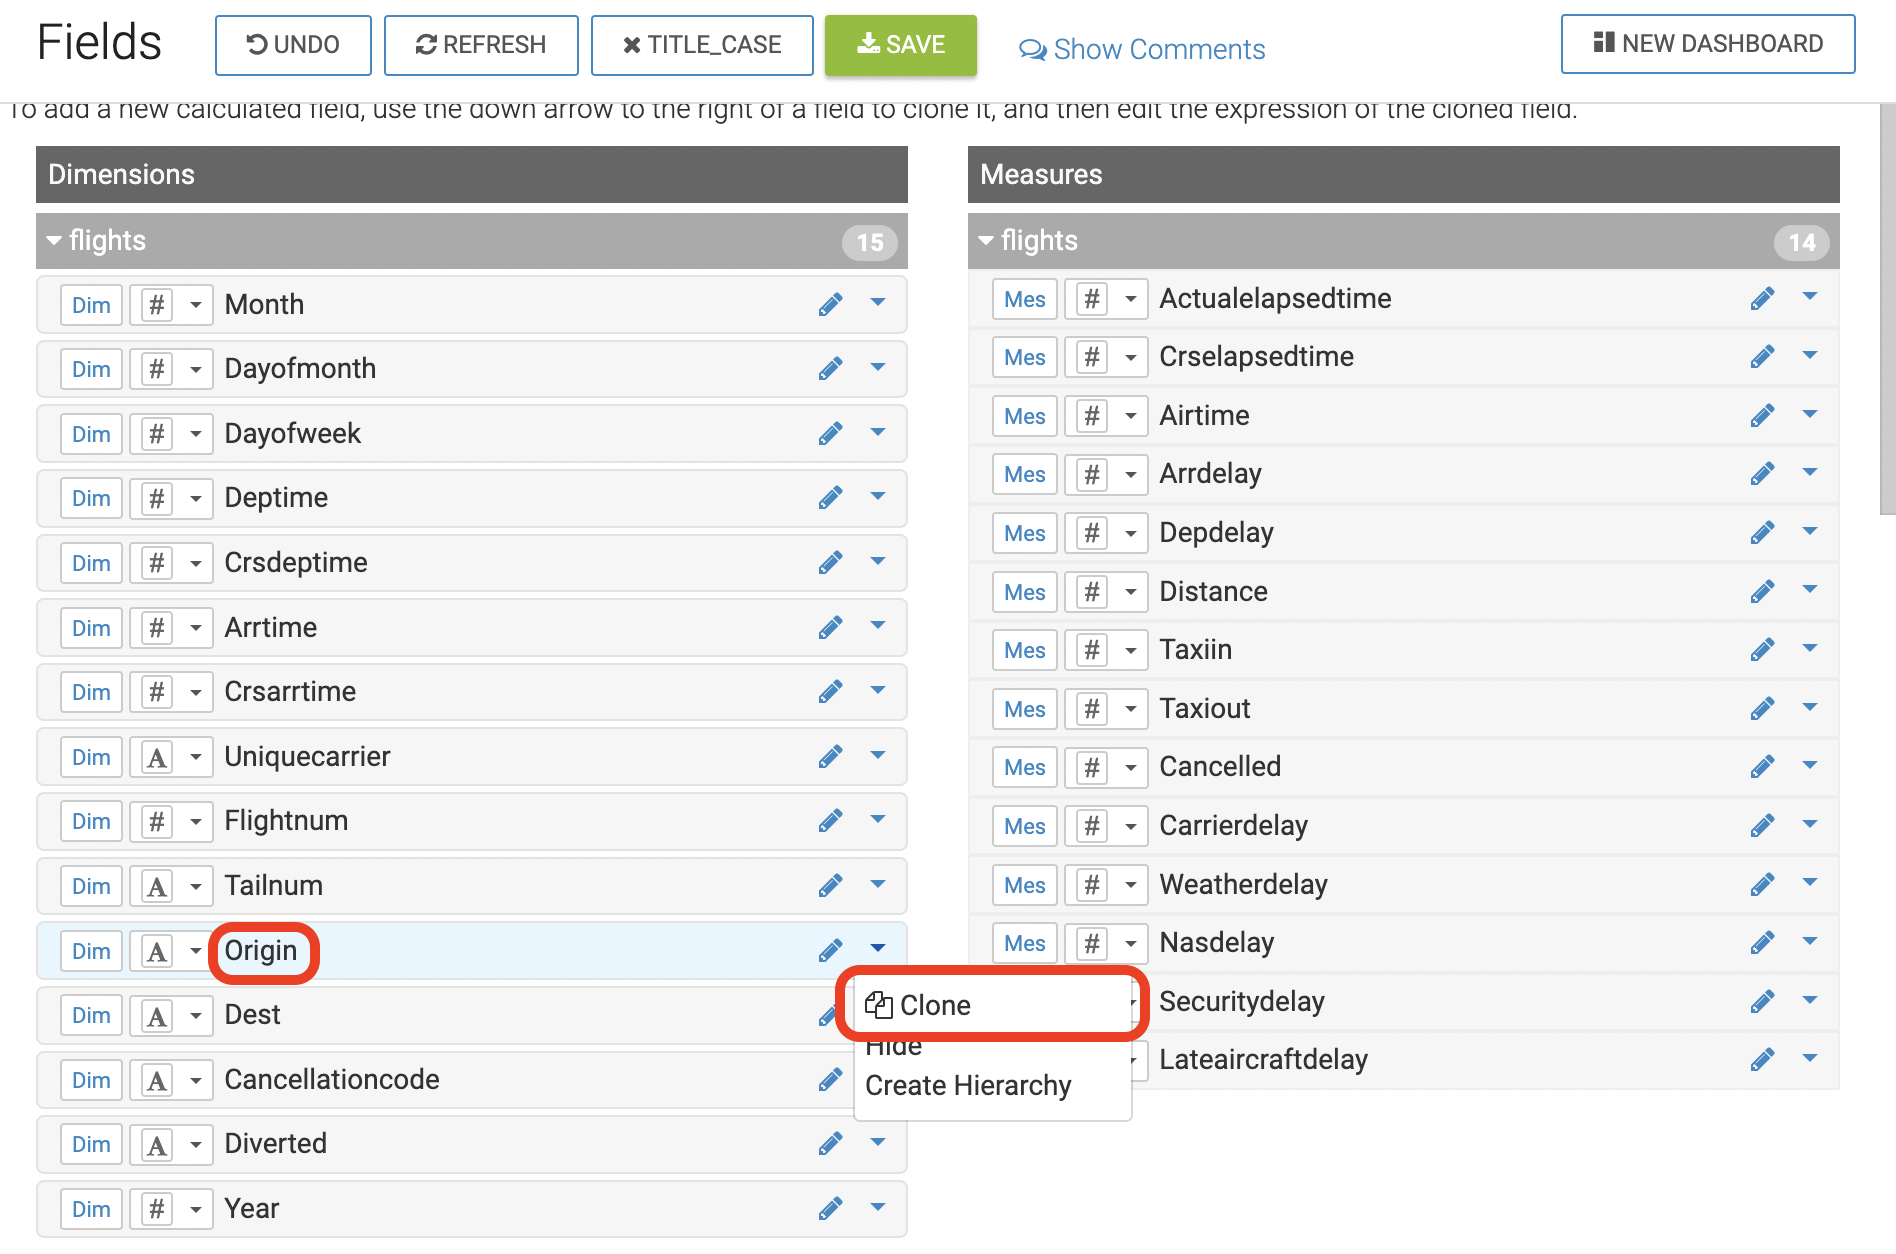 Fields
UNDO
REFRESH
TITLE_CASE
SAVE
Show Comments
NEW DASHBOARD
To add a new calculated field, use the down arrow to the right of a field to clone it, and then edit the expression of the cloned field.
Dimensions
flights 15
Dim # Month
Dim # Dayofmonth
Dim # Dayofweek
Dim # Deptime
Dim # Crsdeptime
Dim # Arrtime
Dim # Crsarrtime
Dim A Uniquecarrier
Dim # Flightnum
Dim A Tailnum
Dim A Origin
Dim A Dest
Dim A Cancellationcode
Dim A Diverted
Dim # Year
Clone
Hide
Create Hierarchy
Measures
flights 14
Mes # Actualelapsedtime
Mes # Crselapsedtime
Mes # Airtime
Mes # Arrdelay
Mes # Depdelay
Mes # Distance
Mes # Taxiin
Mes # Taxiout
Mes # Cancelled
Mes # Carrierdelay
Mes # Weatherdelay
Mes # Nasdelay
Securitydelay
Lateaircraftdelay